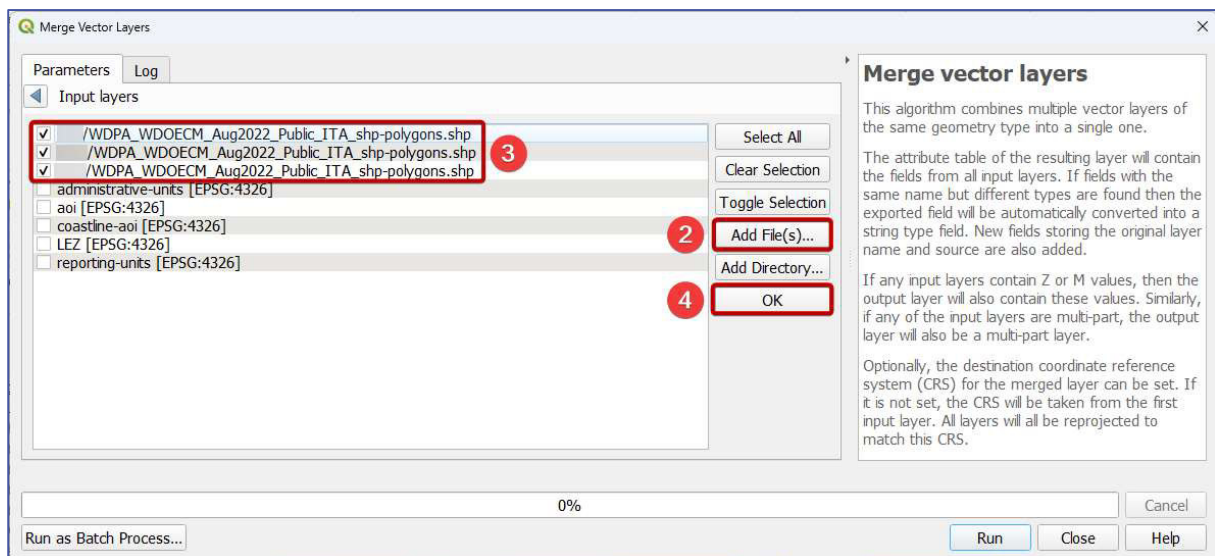 Merge Vector Layers
Parameters Log
Input layers
/WDPA_WDOECM_Aug2022_Public_ITA_shp-polygons.shp
/WDPA_WDOECM_Aug2022_Public_ITA_shp-polygons.shp
/WDPA_WDOECM_Aug2022_Public_ITA_shp-polygons.shp
3
administrative-units [EPSG:4326]
aoi [EPSG:4326]
coastline-aoi [EPSG:4326]
LEZ [EPSG:4326]
reporting-units [EPSG:4326]
Select All
Clear Selection
Toggle Selection
2 Add File(s)...
Add Directory...
4 OK
Merge vector layers
This algorithm combines multiple vector layers of
the same geometry type into a single one.
The attribute table of the resulting layer will contain
the fields from all input layers. If fields with the
same name but different types are found then the
exported field will be automatically converted into a
string type field. New fields storing the original layer
name and source are also added.
If any input layers contain Z or M values, then the
output layer will also contain these values. Similarly,
if any of the input layers are multi-part, the output
layer will also be a multi-part layer.
Optionally, the destination coordinate reference
system (CRS) for the merged layer can be set. If
it is not set, the CRS will be taken from the first
input layer. All layers will all be reprojected to
match this CRS.
0%
Cancel
Run as Batch Process...
Run Close Help